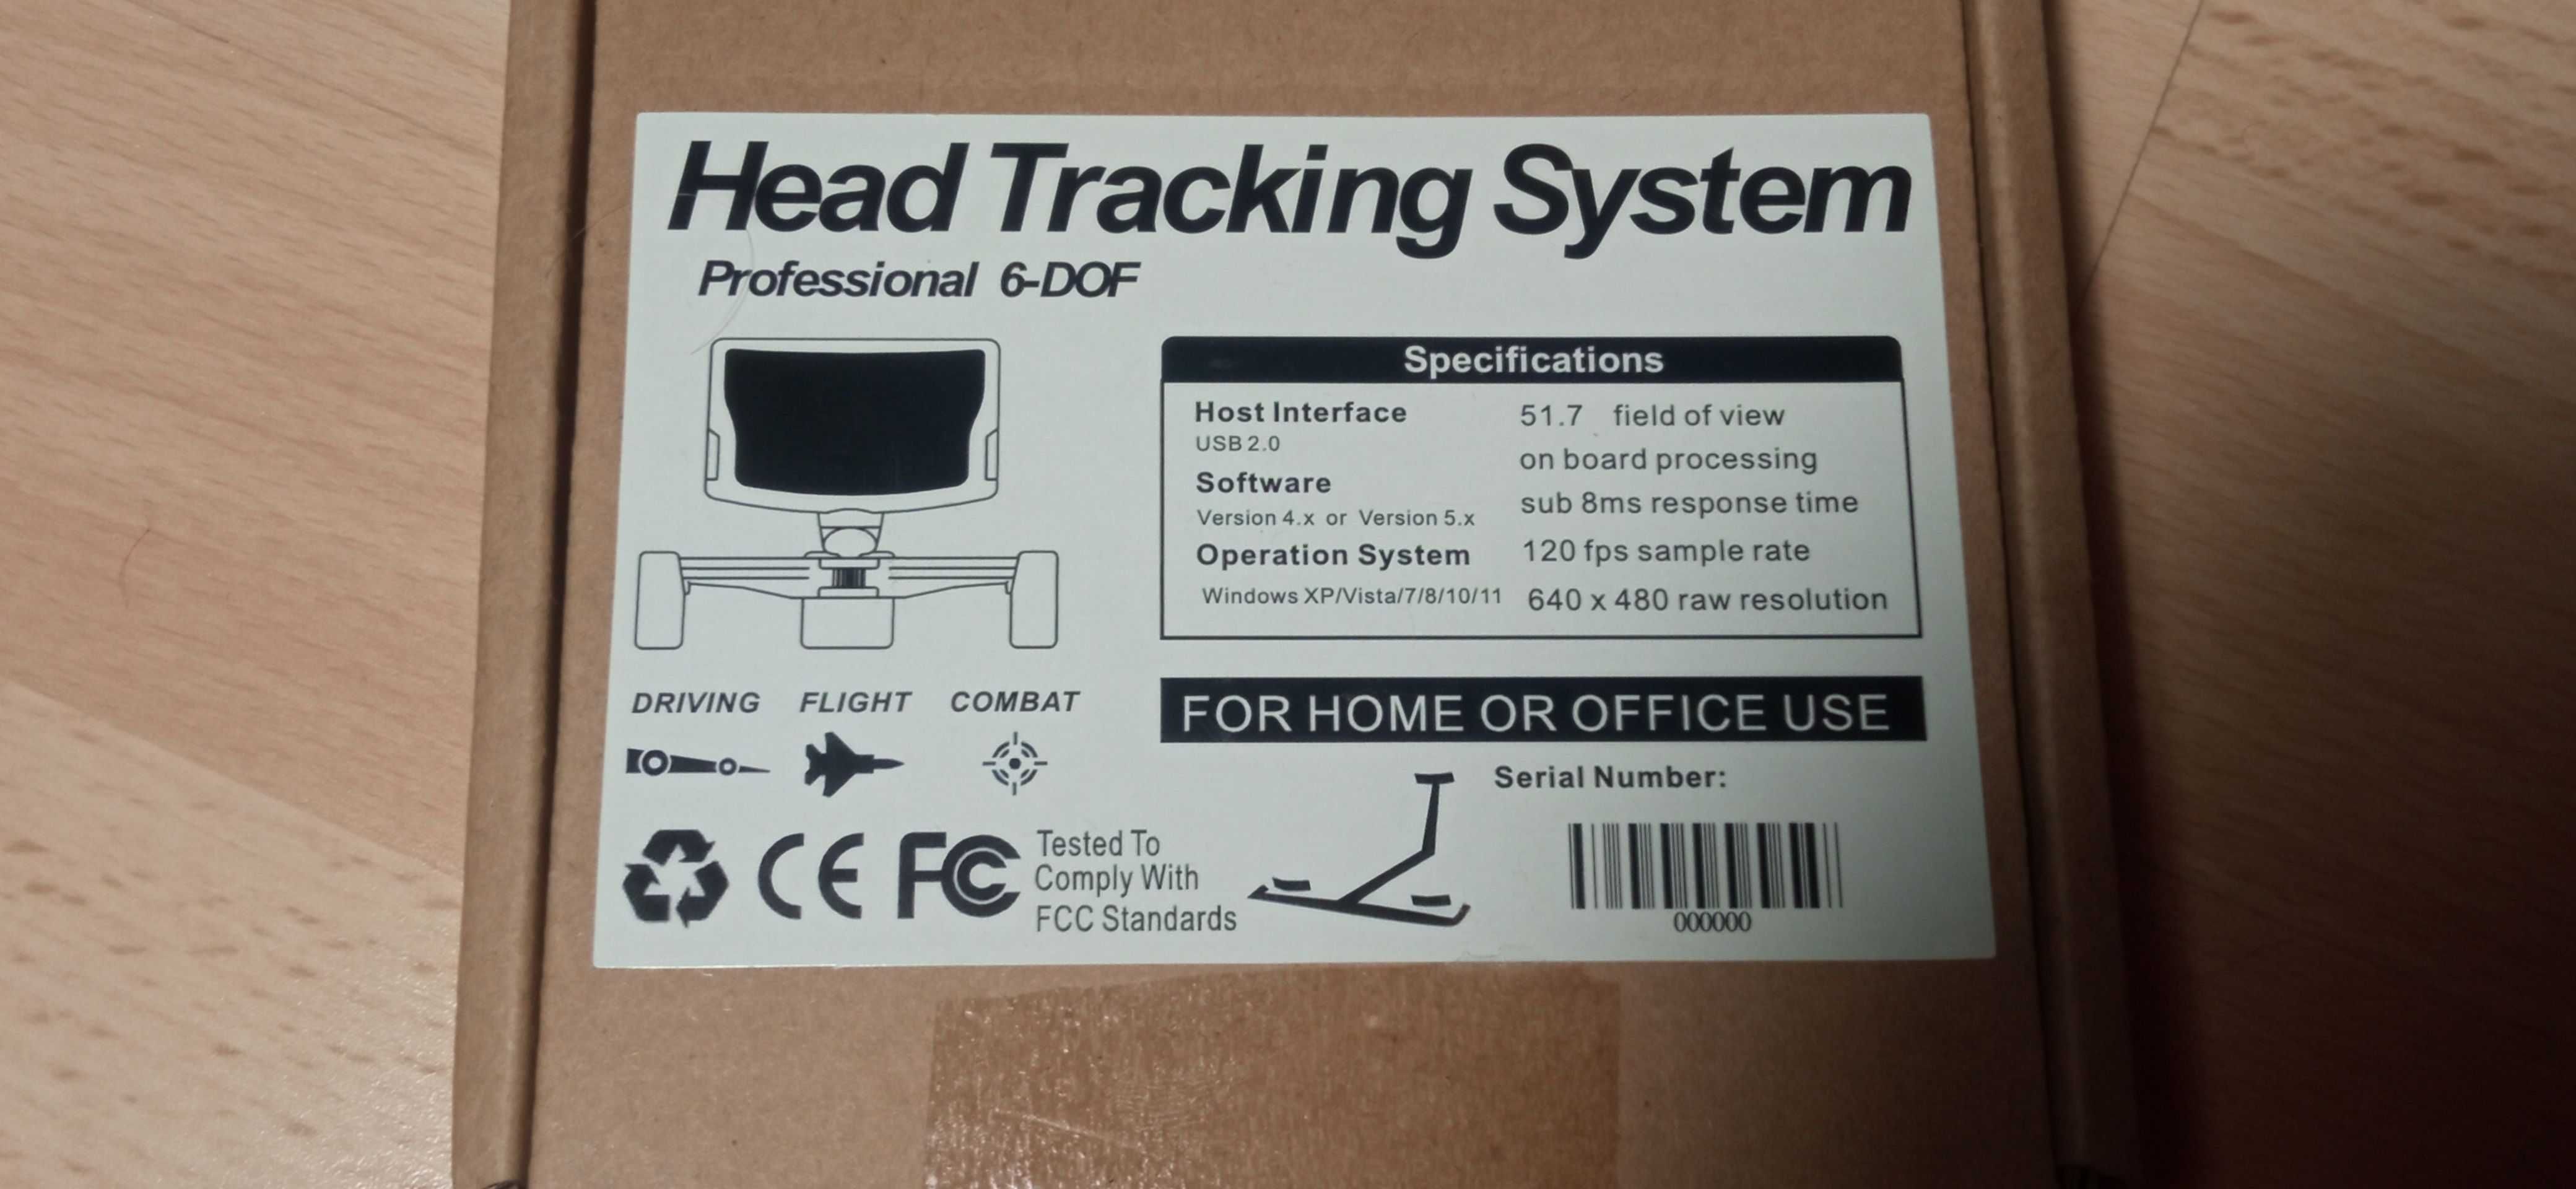 Head Tracking System
Professional 6-DOF
Specifications
Host Interface
USB 2.0
Software
Version 4.x or Version 5.x
Operation System
Windows XP/Vista/7/8/10/11
51.7 field of view
on board processing
sub 8ms response time
120 fps sample rate
640 x 480 raw resolution
DRIVING FLIGHT COMBAT
FOR HOME OR OFFICE USE
CE FC Tested To
Comply With
FCC Standards
Serial Number:
000000